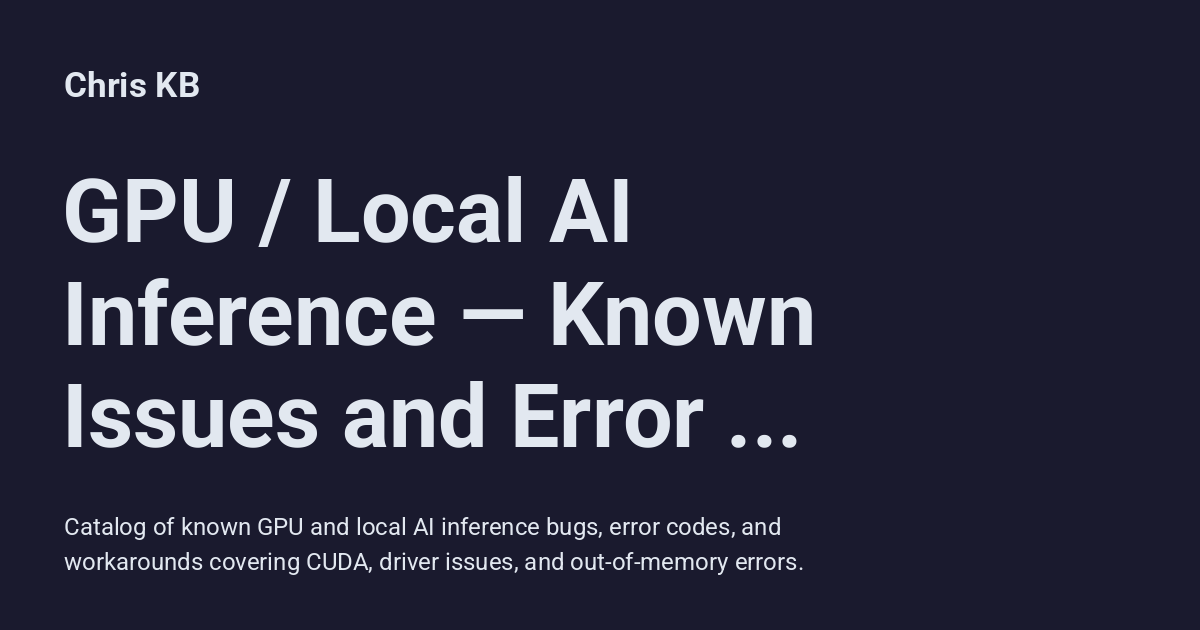 Chris KB
GPU / Local AI
Inference — Known
Issues and Error ...
Catalog of known GPU and local AI inference bugs, error codes, and
workarounds covering CUDA, driver issues, and out-of-memory errors.